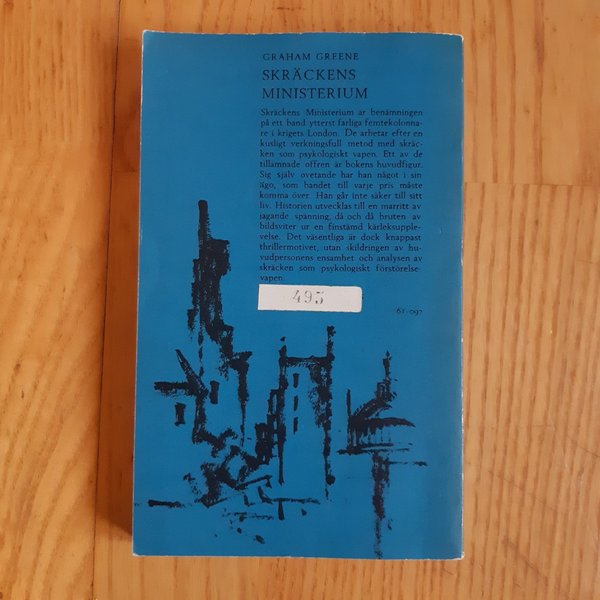 GRAHAM GREENE
SKRÄCKENS
MINISTERIUM
Skräckens Ministerium är benämningen
på ett band ytterst farliga femtekolonna-
re i krigets London. De arbetar efter en
kusligt verkningsfull metod med skräc-
ken som psykologiskt vapen. Ett av de
tillämnade offren är bokens huvudfigur.
Sig själv ovetande har han något i sin
ägo, som bandet till varje pris måste
komma över. Han går inte säker till sitt
liv. Historien utvecklas till en marritt av
jagande spänning, då och då bruten av
bildsviter ur en finstämd kärleksupple-
velse. Det väsentliga är dock knappast
thrillermotivet, utan skildringen av hu-
vudpersonens ensamhet och analysen av
skräcken som psykologiskt förstörelse-
vapen.
495
61-097